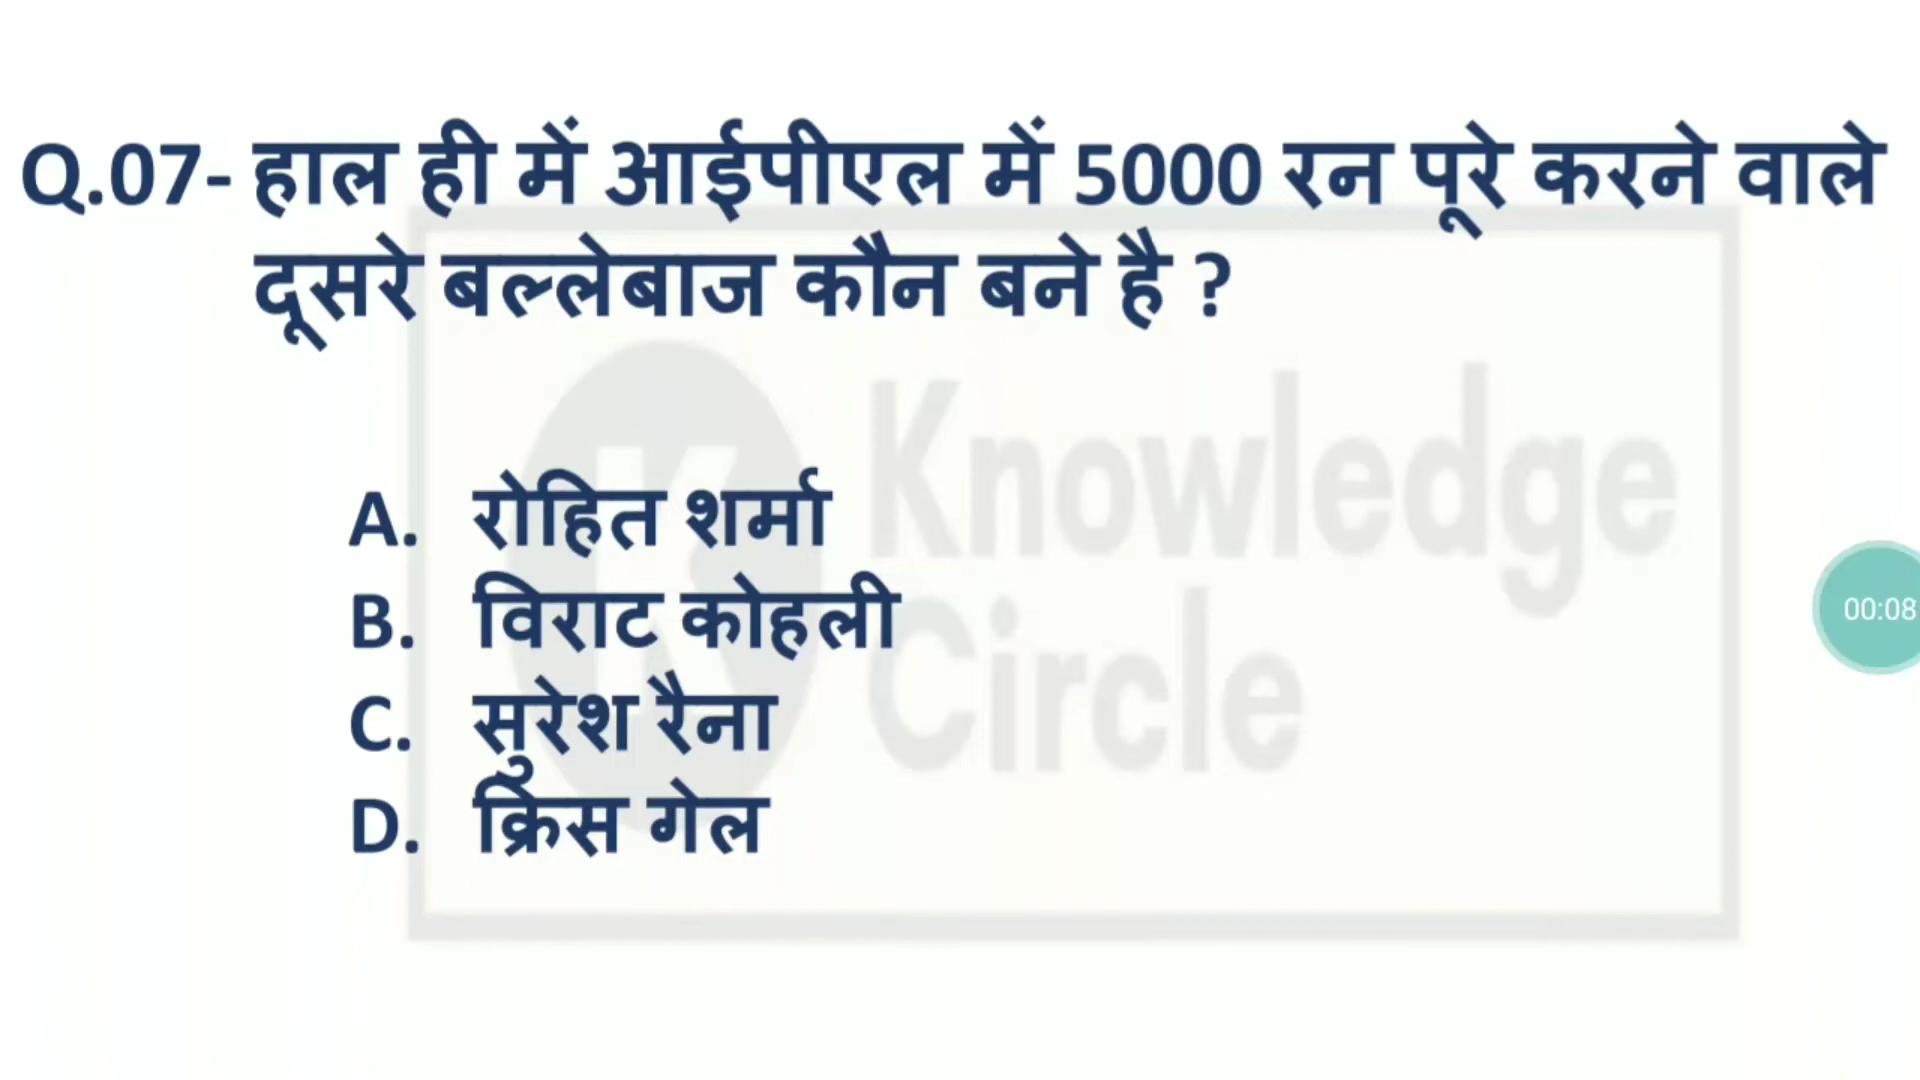 Q.07- हाल ही में आईपीएल में 5000 रन पूरे करने वाले
दूसरे बल्लेबाज कौन बने है ?
Knowledge
Circle
A. रोहित शर्मा
B. विराट कोहली
C. सुरेश रैना
D. क्रिस गेल
00:08